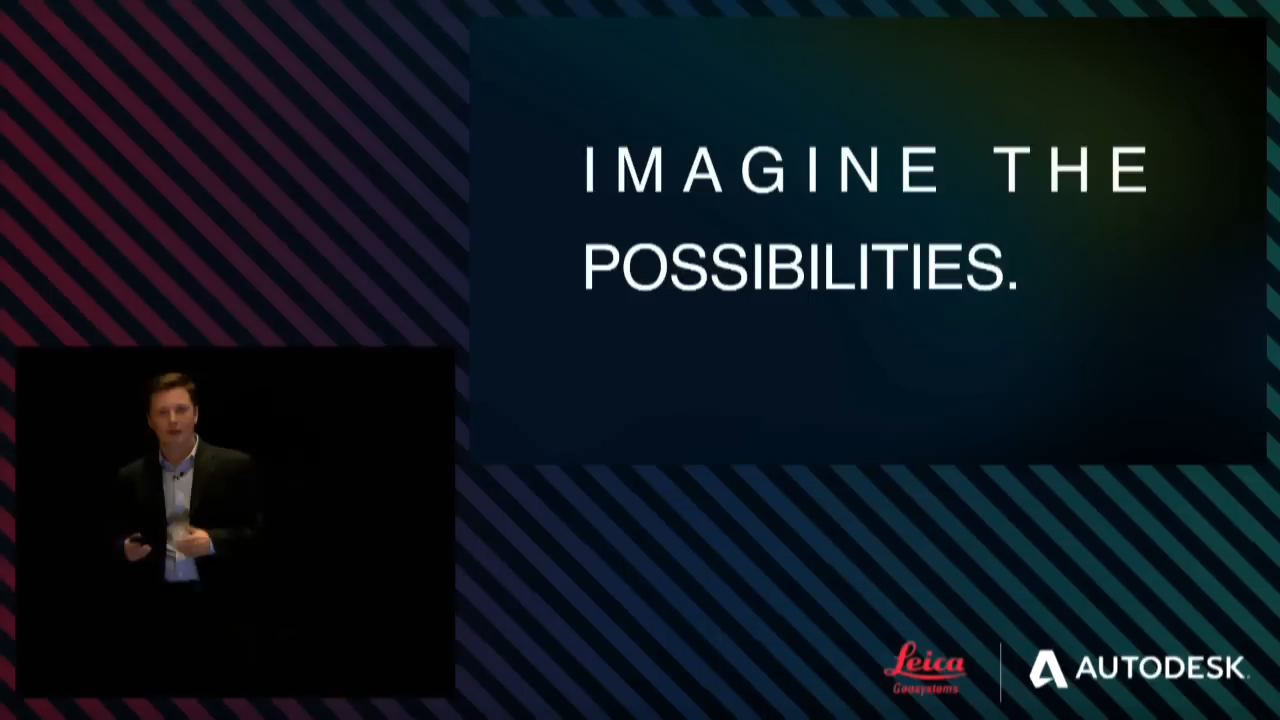 IMAGINE THE
POSSIBILITIES.
Leica
Geosystems
AUTODESK.